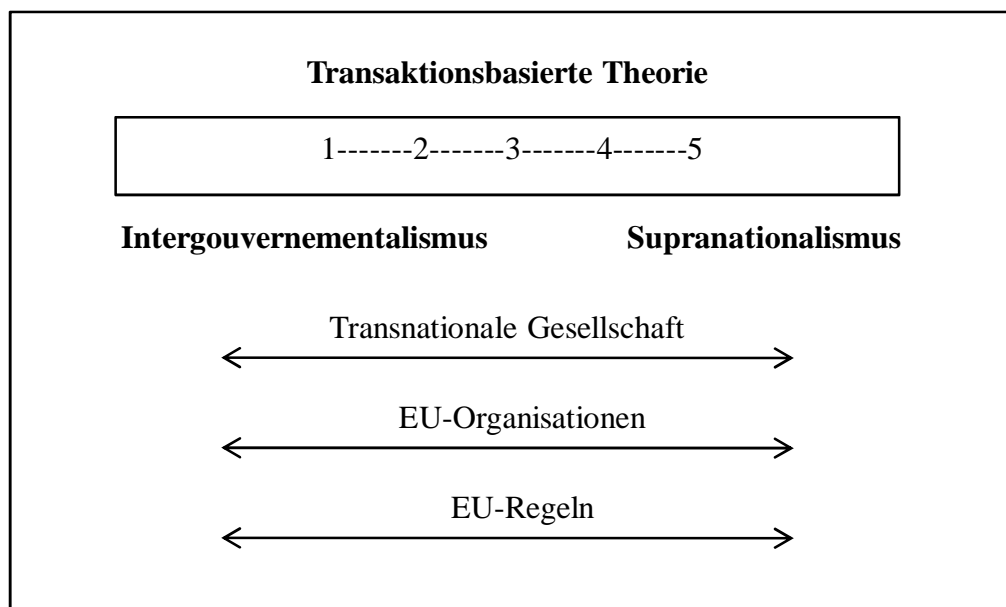 Transaktionsbasierte Theorie
1-------2-------3-------4-------5
Intergouvernementalismus Supranationalismus
Transnationale Gesellschaft
EU-Organisationen
EU-Regeln